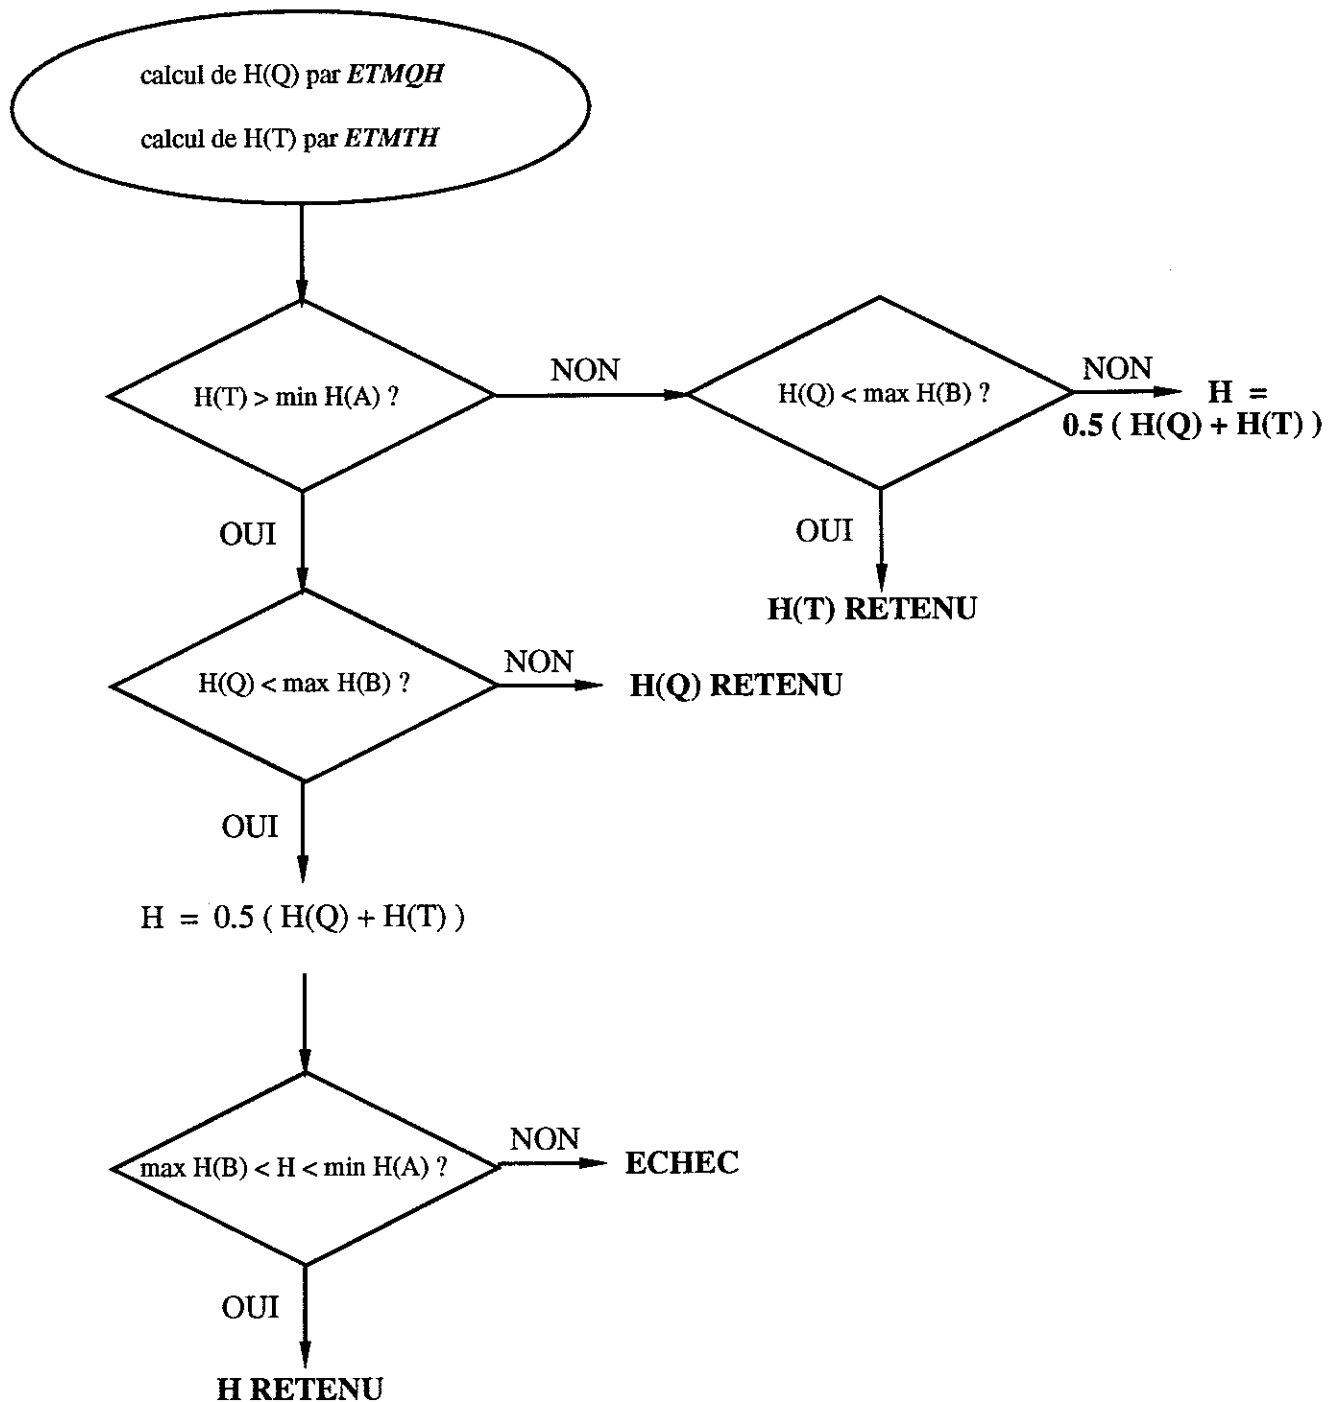 calcul de H(Q) par ETMQH
calcul de H(T) par ETMTH
H(T) > min H(A) ?
NON
H(Q) < max H(B) ?
NON
H =
0.5 ( H(Q) + H(T) )
OUI
OUI
H(T) RETENU
H(Q) < max H(B) ?
NON
H(Q) RETENU
OUI
H = 0.5 ( H(Q) + H(T) )
max H(B) < H < min H(A) ?
NON
ECHEC
OUI
H RETENU